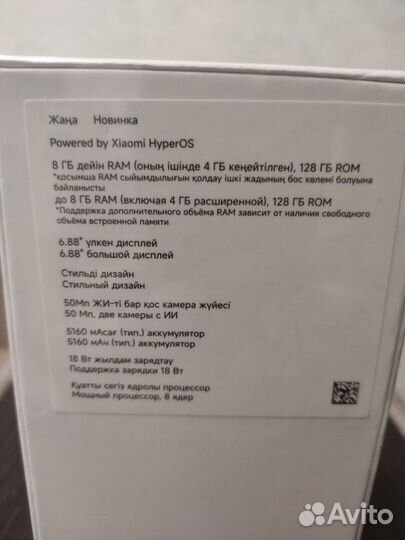 Жаңа Новинка
Powered by Xiaomi HyperOS
8 ГБ дейін RAM (оның ішінде 4 ГБ кеңейтілген), 128 ГБ ROM
*қосымша RAM сыйымдылығын қолдау ішкі жадының бос көлемі болуына
байланысты
до 8 ГБ RAM (включая 4 ГБ расширенной), 128 ГБ ROM
*Поддержка дополнительного объёма RAM зависит от наличия свободного
объёма встроенной памяти
6.88" үлкен дисплей
6.88" большой дисплей
Стильді дизайн
Стильный дизайн
50Мп ЖИ-ті бар қос камера жүйесі
50 Мп, две камеры с ИИ
5160 мАсағ (тип.) аккумулятор
5160 мАч (тип.) аккумулятор
18 Вт жылдам зарядтау
Поддержка зарядки 18 Вт
Қуатты сегіз ядролы процессор
Мощный процессор, 8 ядер
Avito